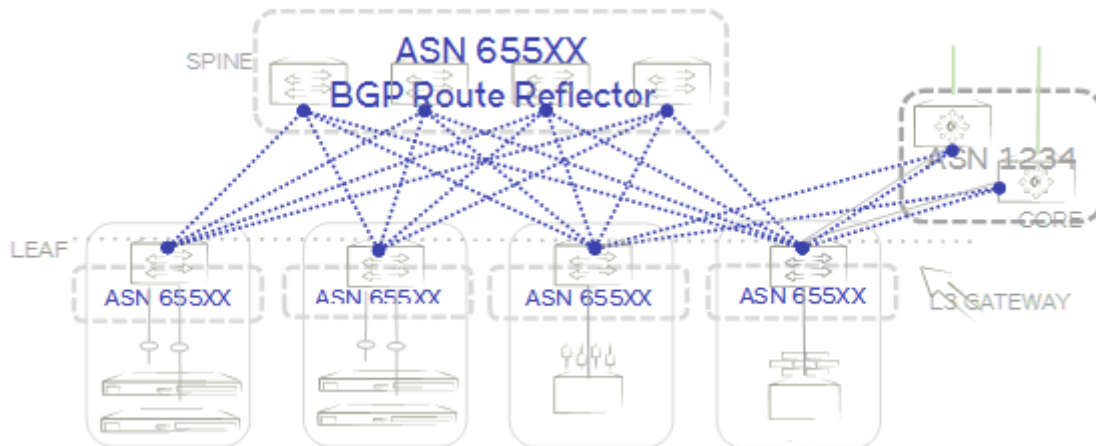 ASN 655XX
SPINE
BGP Route Reflector
ASN 1234
CORE
LEAF
ASN 655XX
ASN 655XX
ASN 655XX
ASN 655XX
L3 GATEWAY